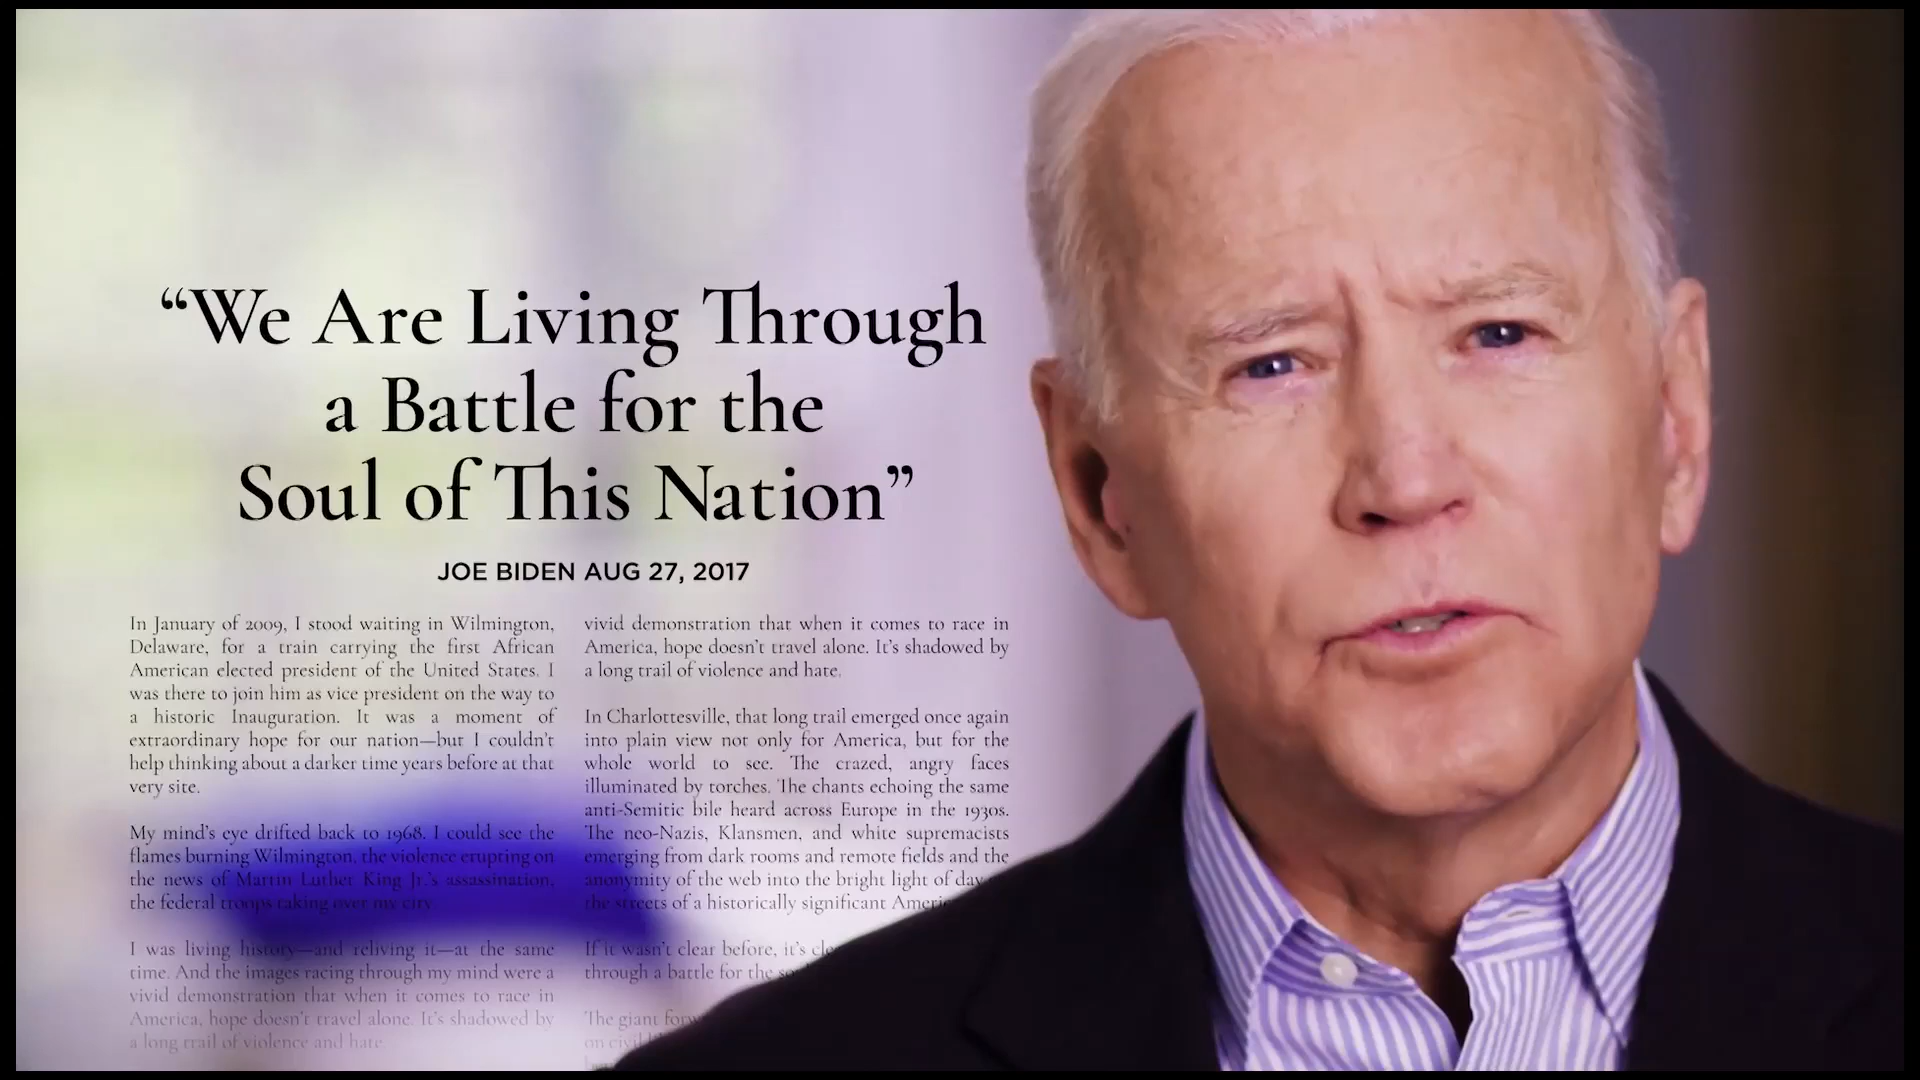 “We Are Living Through
a Battle for the
Soul of This Nation”
JOE BIDEN AUG 27, 2017
In January of 2009, I stood waiting in Wilmington,
Delaware, for a train carrying the first African
American elected president of the United States. I
was there to join him as vice president on the way to
a historic Inauguration. It was a moment of
extraordinary hope for our nation—but I couldn’t
help thinking about a darker time years before at that
very site.
My mind’s eye drifted back to 1968. I could see the
flames burning Wilmington, the violence erupting on
the news of Martin Luther King Jr.’s assassination,
the federal troops taking over my city.
I was living history—and reliving it—at the same
time. And the images racing through my mind were a
vivid demonstration that when it comes to race in
America, hope doesn’t travel alone. It’s shadowed by
a long trail of violence and hate.
vivid demonstration that when it comes to race in
America, hope doesn’t travel alone. It’s shadowed by
a long trail of violence and hate.
In Charlottesville, that long trail emerged once again
into plain view not only for America, but for the
whole world to see. The crazed, angry faces
illuminated by torches. The chants echoing the same
anti-Semitic bile heard across Europe in the 1930s.
The neo-Nazis, Klansmen, and white supremacists
emerging from dark rooms and remote fields and the
anonymity of the web into the bright light of day
the streets of a historically significant
If it wasn’t clear before, it’s
through a battle for the
The giant
on